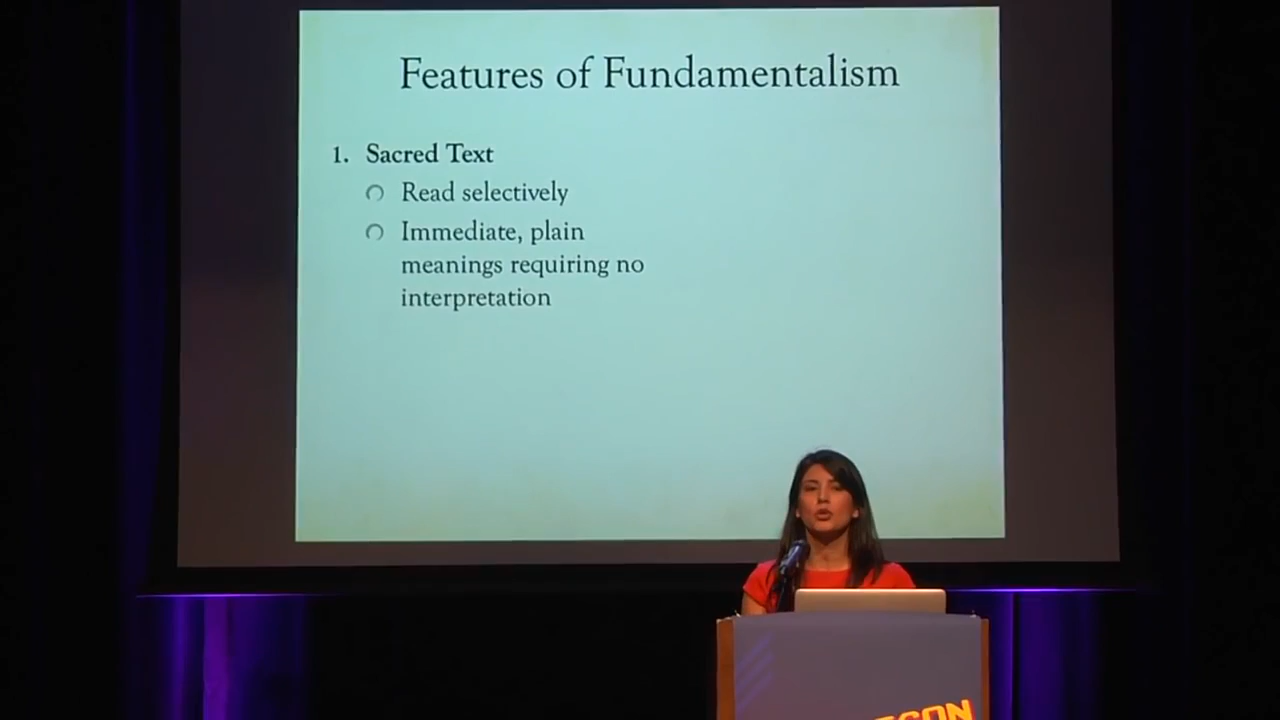 Features of Fundamentalism
1. Sacred Text
Read selectively
Immediate, plain
meanings requiring no
interpretation